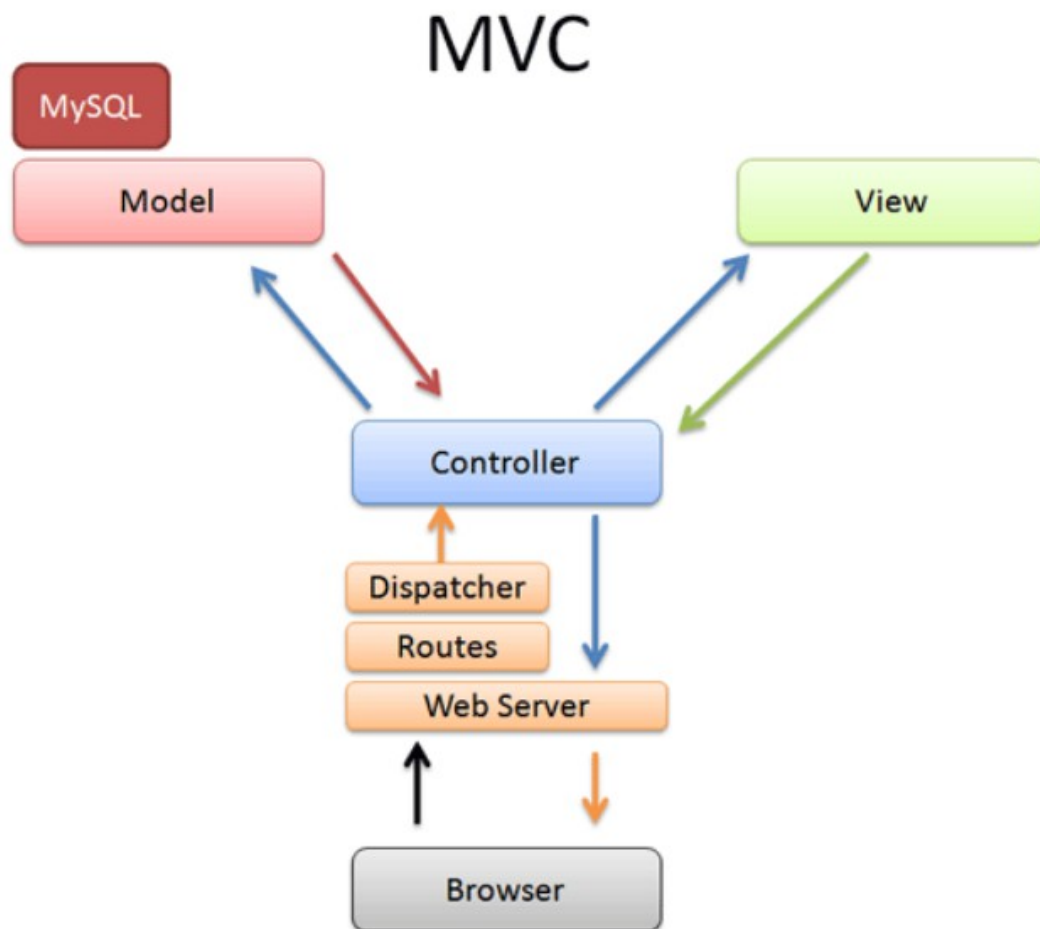 MVC
MySQL
Model
View
Controller
Dispatcher
Routes
Web Server
Browser